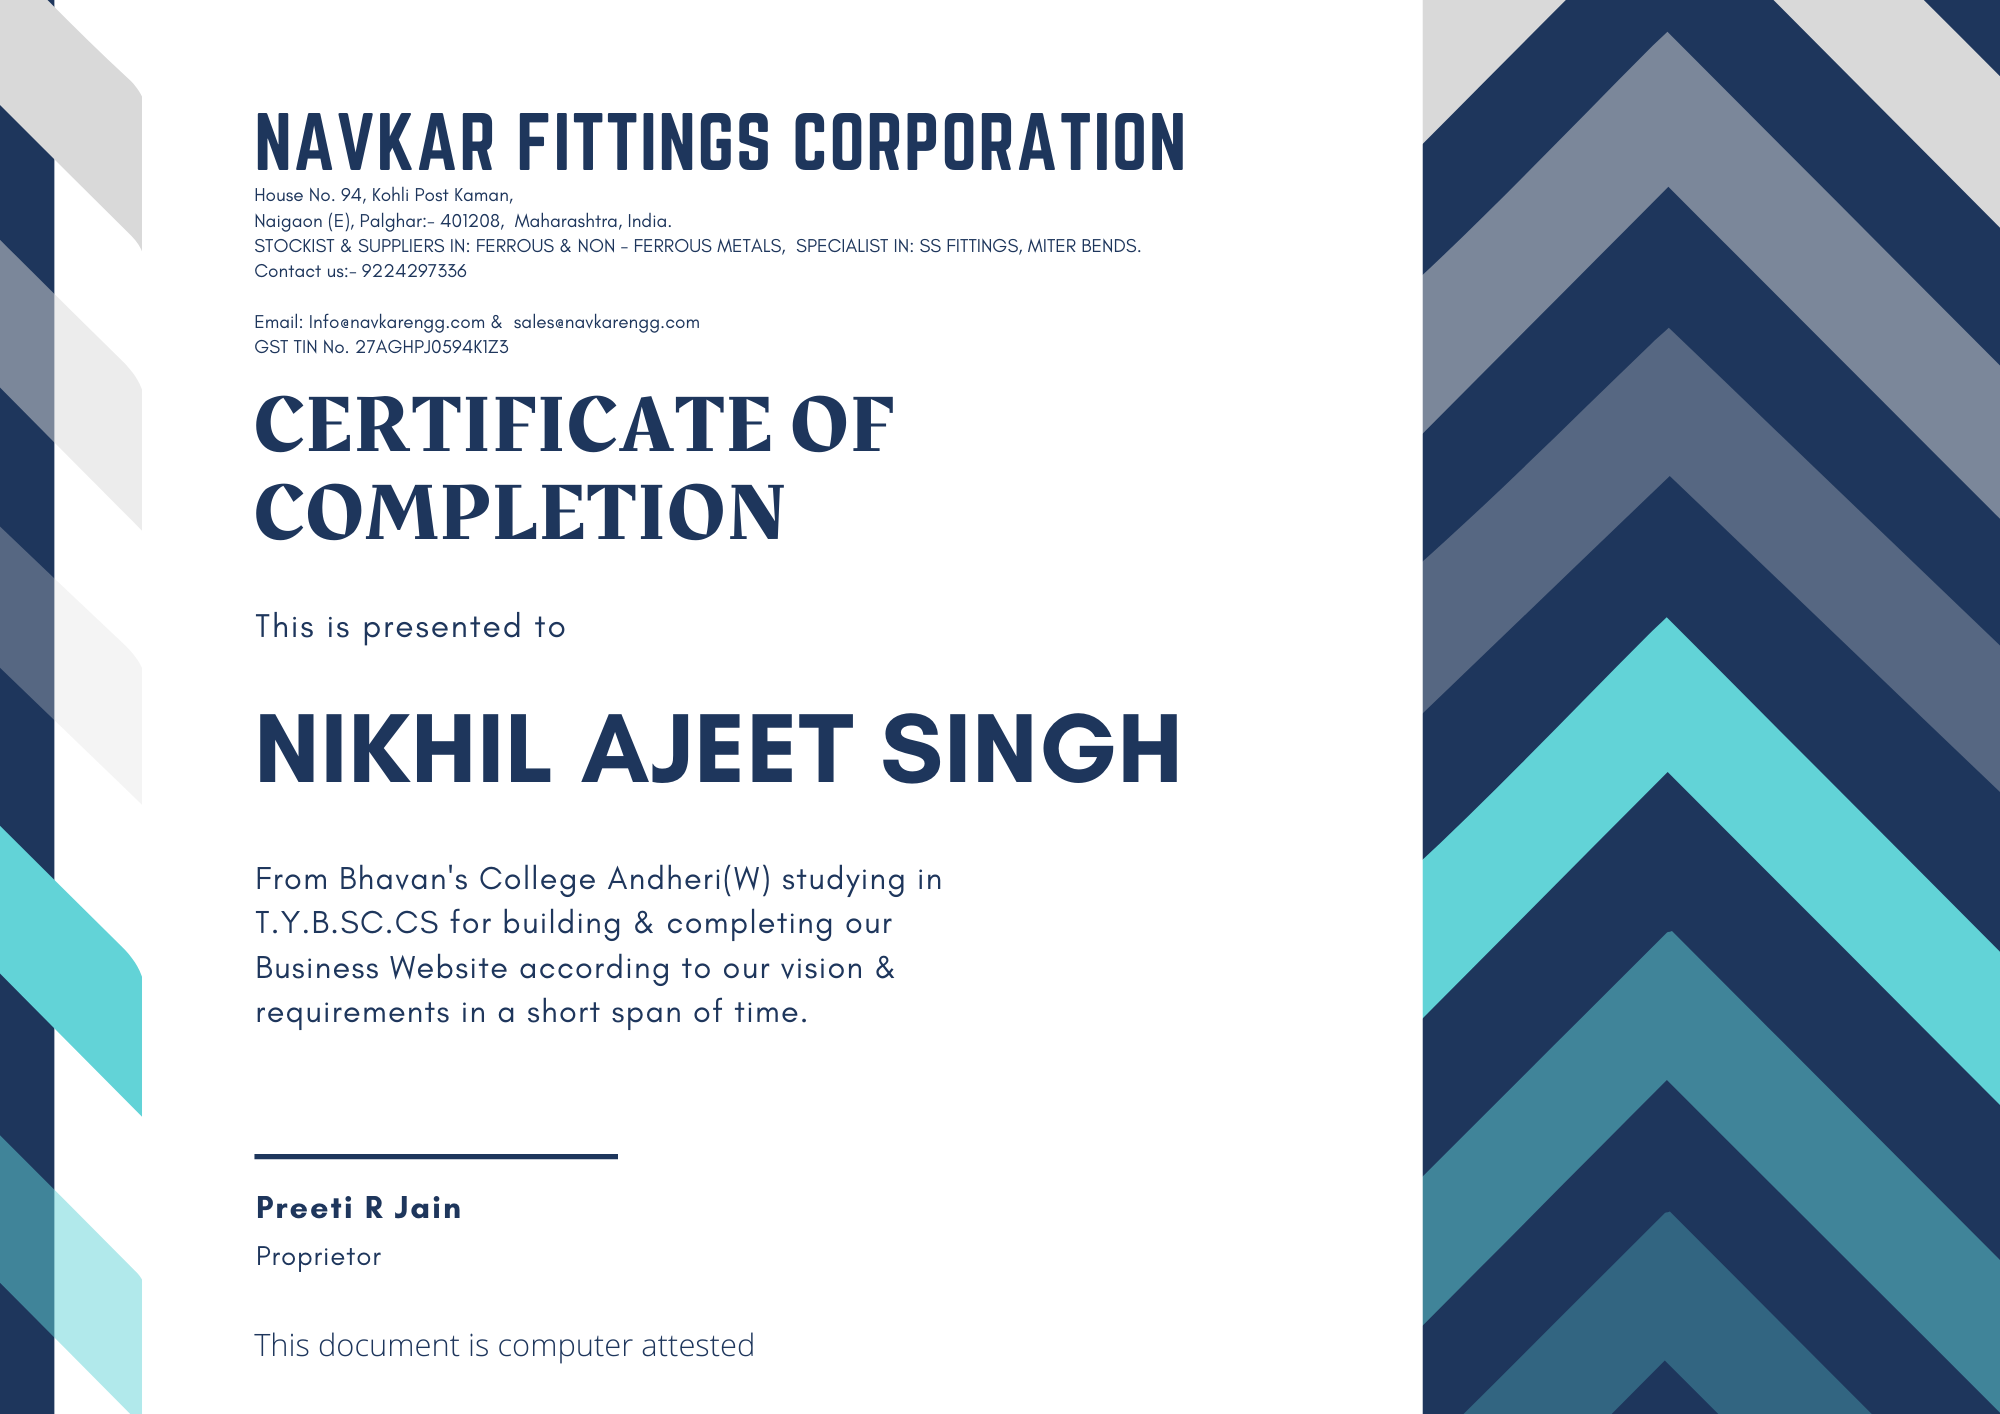 NAVKAR FITTINGS CORPORATION
House No. 94, Kohli Post Kaman,
Naigaon (E), Palghar:- 401208,  Maharashtra, India.
STOCKIST & SUPPLIERS IN: FERROUS & NON - FERROUS METALS,  SPECIALIST IN: SS FITTINGS, MITER BENDS.
Contact us:- 9224297336
Email: Info@navkarengg.com &  sales@navkarengg.com
GST TIN No. 27AGHPJ0594K1Z3
CERTIFICATE OF
COMPLETION
This is presented to
NIKHIL AJEET SINGH
From Bhavan's College Andheri(W) studying in
T.Y.B.SC.CS for building & completing our
Business Website according to our vision &
requirements in a short span of time.
Preeti R Jain
Proprietor
This document is computer attested